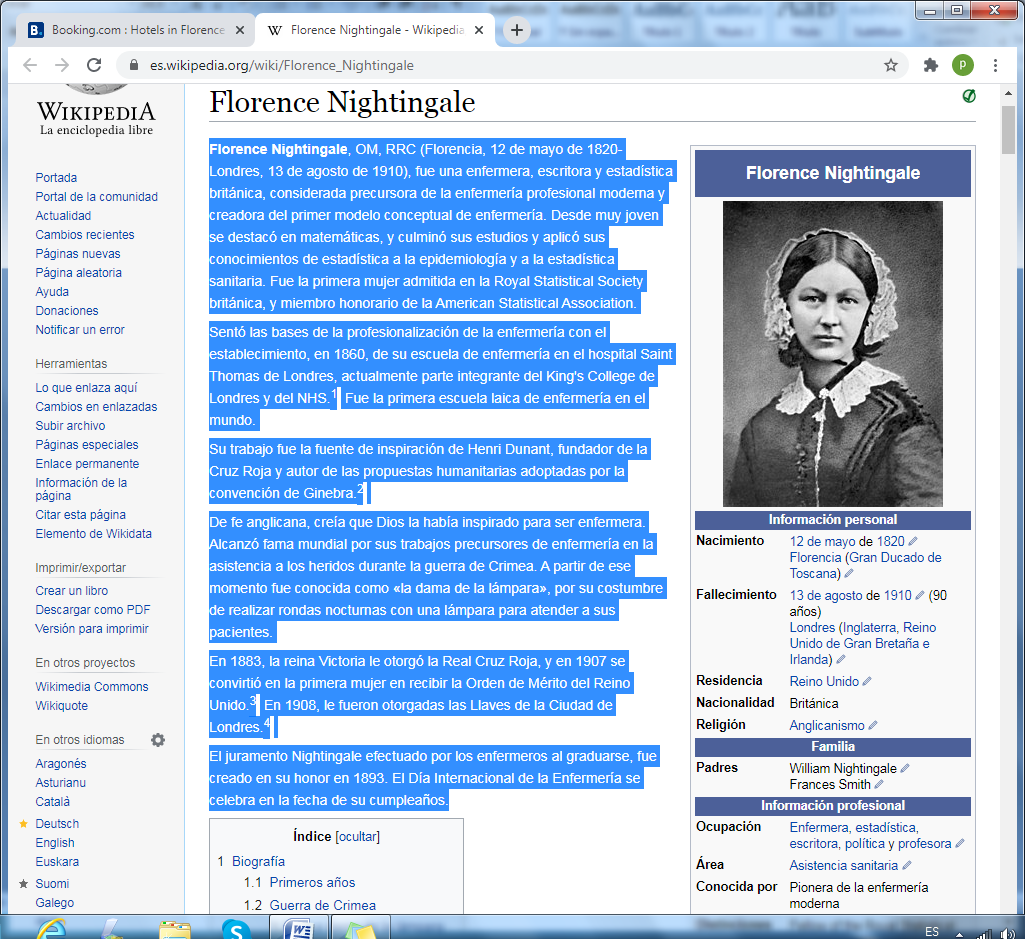 Booking.com : Hotels in Florence
Florence Nightingale - Wikipedia
es.wikipedia.org/wiki/Florence_Nightingale
p
WIKIPEDIA
La enciclopedia libre
Portada
Portal de la comunidad
Actualidad
Cambios recientes
Páginas nuevas
Página aleatoria
Ayuda
Donaciones
Notificar un error
Herramientas
Lo que enlaza aquí
Cambios en enlazadas
Subir archivo
Páginas especiales
Enlace permanente
Información de la
página
Citar esta página
Elemento de Wikidata
Imprimir/exportar
Crear un libro
Descargar como PDF
Versión para imprimir
En otros proyectos
Wikimedia Commons
Wikiquote
En otros idiomas
Aragonés
Asturianu
Català
Deutsch
English
Euskara
Suomi
Galego
Florence Nightingale
Florence Nightingale, OM, RRC (Florencia, 12 de mayo de 1820-
Londres, 13 de agosto de 1910), fue una enfermera, escritora y estadística
británica, considerada precursora de la enfermería profesional moderna y
creadora del primer modelo conceptual de enfermería. Desde muy joven
se destacó en matemáticas, y culminó sus estudios y aplicó sus
conocimientos de estadística a la epidemiología y a la estadística
sanitaria. Fue la primera mujer admitida en la Royal Statistical Society
británica, y miembro honorario de la American Statistical Association.
Sentó las bases de la profesionalización de la enfermería con el
establecimiento, en 1860, de su escuela de enfermería en el hospital Saint
Thomas de Londres, actualmente parte integrante del King's College de
Londres y del NHS.1 Fue la primera escuela laica de enfermería en el
mundo.
Su trabajo fue la fuente de inspiración de Henri Dunant, fundador de la
Cruz Roja y autor de las propuestas humanitarias adoptadas por la
convención de Ginebra.2
De fe anglicana, creía que Dios la había inspirado para ser enfermera.
Alcanzó fama mundial por sus trabajos precursores de enfermería en la
asistencia a los heridos durante la guerra de Crimea. A partir de ese
momento fue conocida como «la dama de la lámpara», por su costumbre
de realizar rondas nocturnas con una lámpara para atender a sus
pacientes.
En 1883, la reina Victoria le otorgó la Real Cruz Roja, y en 1907 se
convirtió en la primera mujer en recibir la Orden de Mérito del Reino
Unido.3 En 1908, le fueron otorgadas las Llaves de la Ciudad de
Londres.4
El juramento Nightingale efectuado por los enfermeros al graduarse, fue
creado en su honor en 1893. El Día Internacional de la Enfermería se
celebra en la fecha de su cumpleaños.
Índice [ocultar]
1 Biografía
1.1 Primeros años
1.2 Guerra de Crimea
Florence Nightingale
Información personal
Nacimiento 12 de mayo de 1820
Florencia (Gran Ducado de
Toscana)
Fallecimiento 13 de agosto de 1910 (90
años)
Londres (Inglaterra, Reino
Unido de Gran Bretaña e
Irlanda)
Residencia Reino Unido
Nacionalidad Británica
Religión Anglicanismo
Familia
Padres William Nightingale
Frances Smith
Información profesional
Ocupación Enfermera, estadística,
escritora, política y profesora
Área Asistencia sanitaria
Conocida por Pionera de la enfermería
moderna
ES